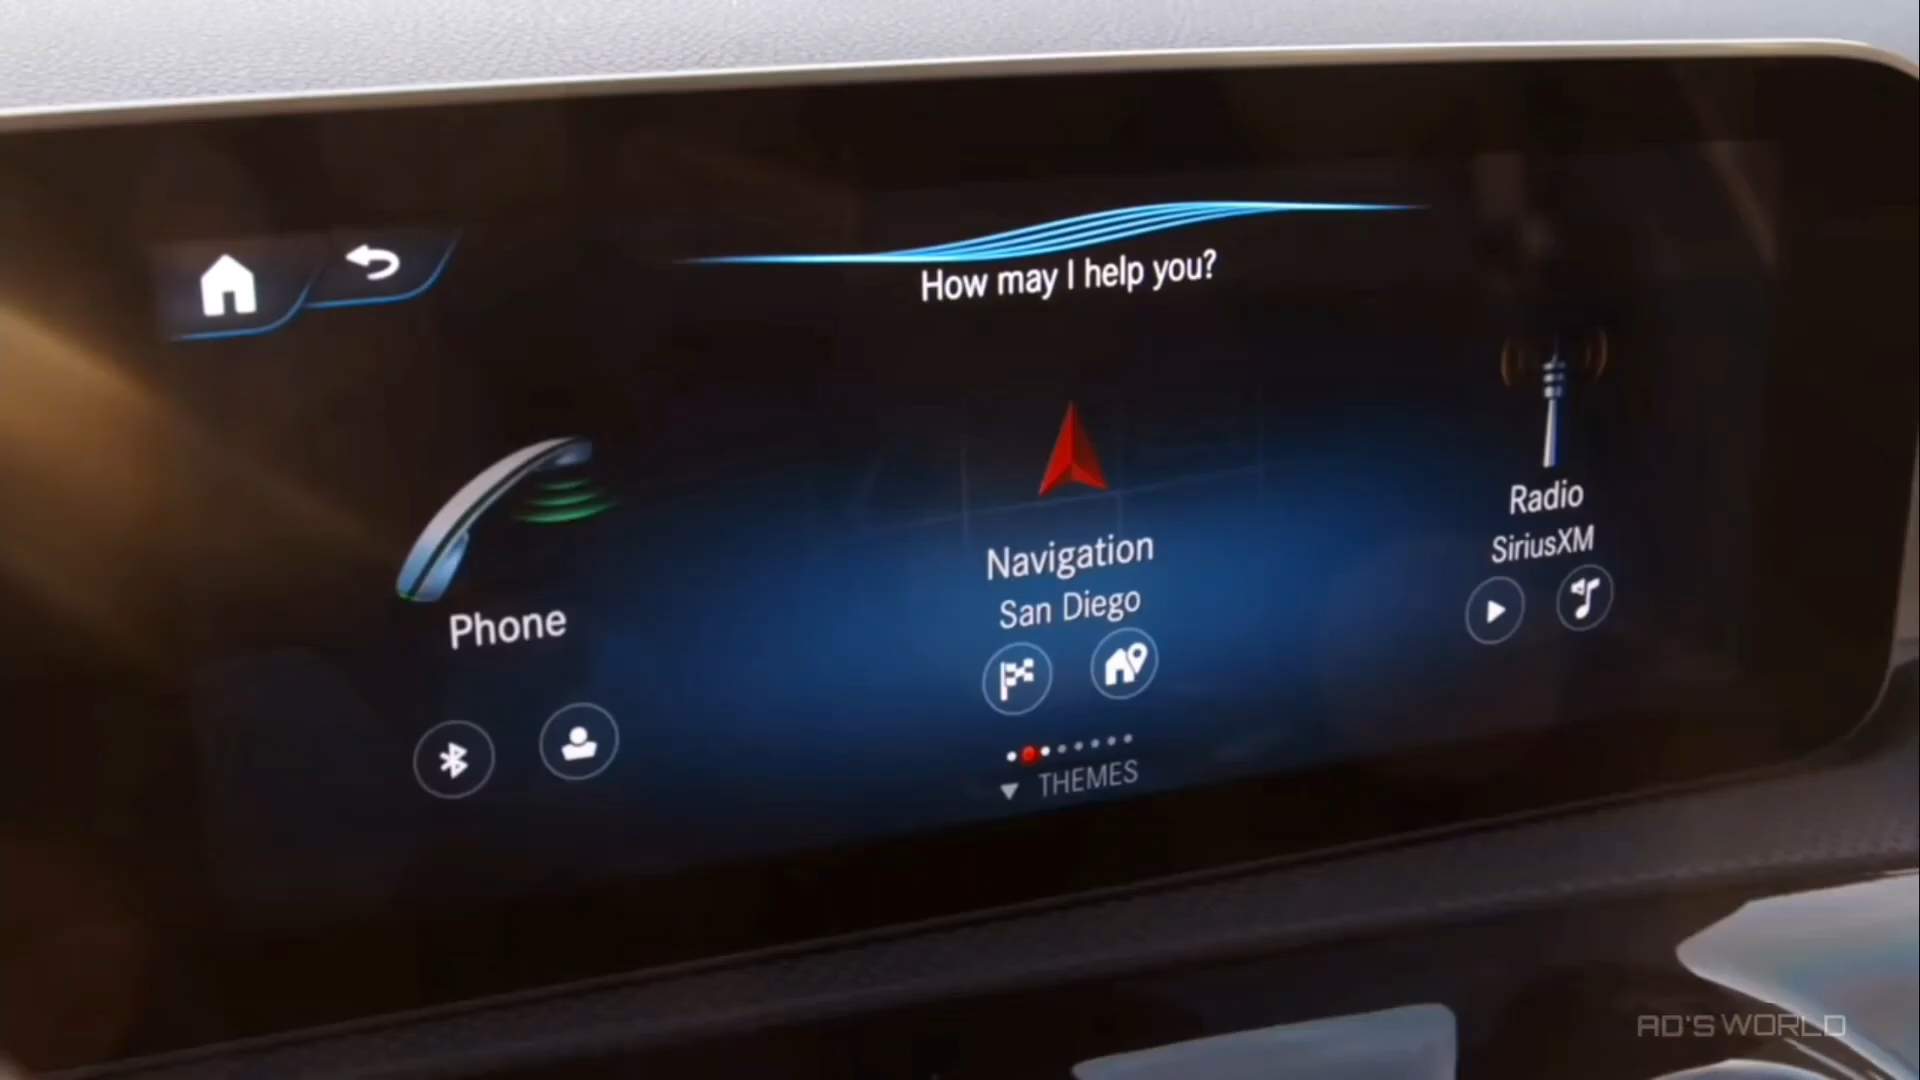 How may I help you?
Phone
Navigation
San Diego
Radio
SiriusXM
THEMES
AD'S WORLD